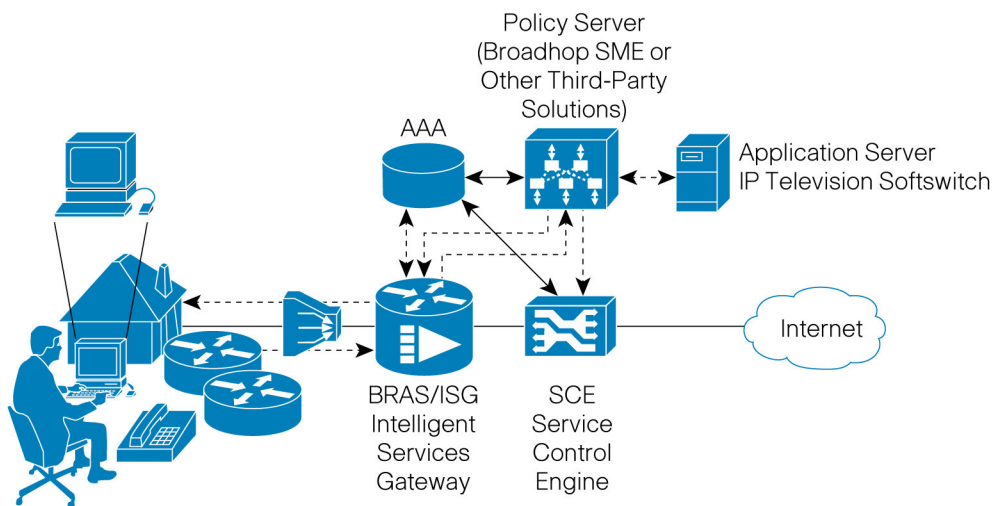 Policy Server
(Broadhop SME or
Other Third-Party
Solutions)
AAA
Application Server
IP Television Softswitch
Internet
BRAS/ISG
Intelligent
Services
Gateway
SCE
Service
Control
Engine